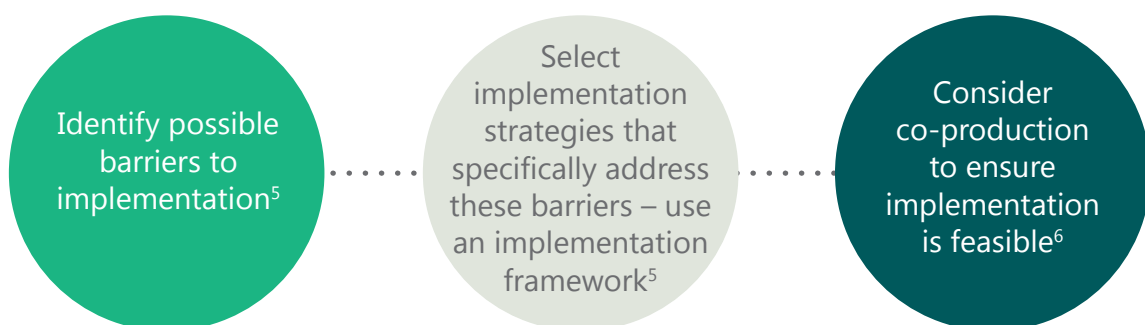 Identify possible
barriers to
implementation⁵
Select
implementation
strategies that
specifically address
these barriers – use
an implementation
framework⁵
Consider
co-production
to ensure
implementation
is feasible⁶